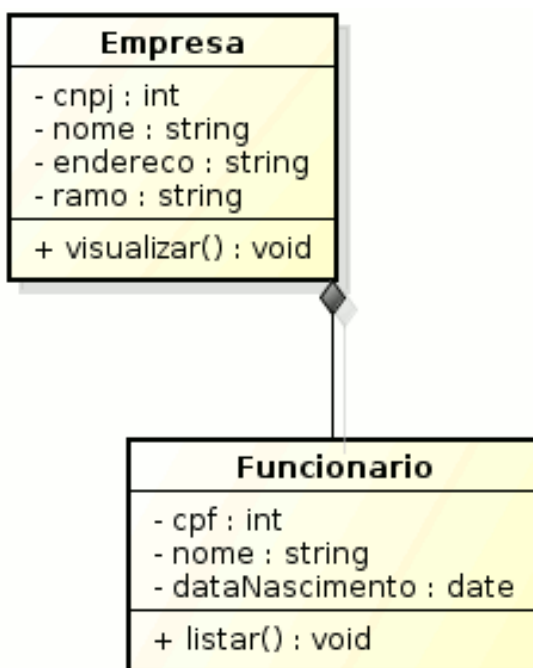 Empresa
- cnpj : int
- nome : string
- endereco : string
- ramo : string
+ visualizar() : void
Funcionario
- cpf : int
- nome : string
- dataNascimento : date
+ listar() : void